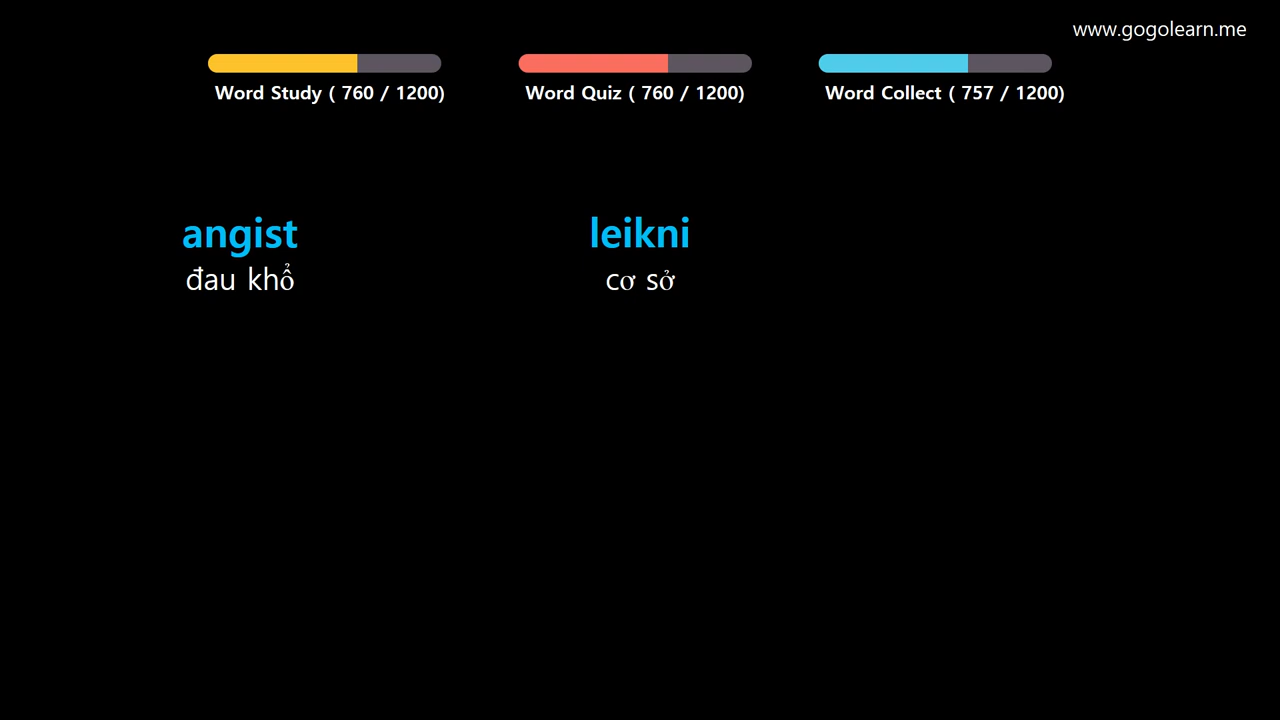 www.gogolearn.me
Word Study ( 760 / 1200)
Word Quiz ( 760 / 1200)
Word Collect ( 757 / 1200)
angist
đau khổ
leikni
cơ sở